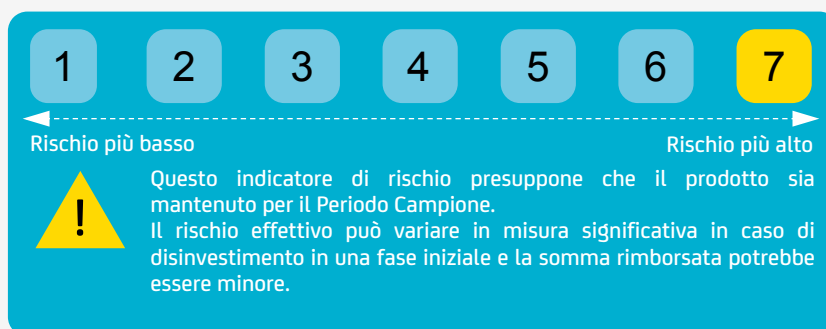 1 2 3 4 5 6 7
Rischio più basso Rischio più alto
! Questo indicatore di rischio presuppone che il prodotto sia
mantenuto per il Periodo Campione.
Il rischio effettivo può variare in misura significativa in caso di
disinvestimento in una fase iniziale e la somma rimborsata potrebbe
essere minore.